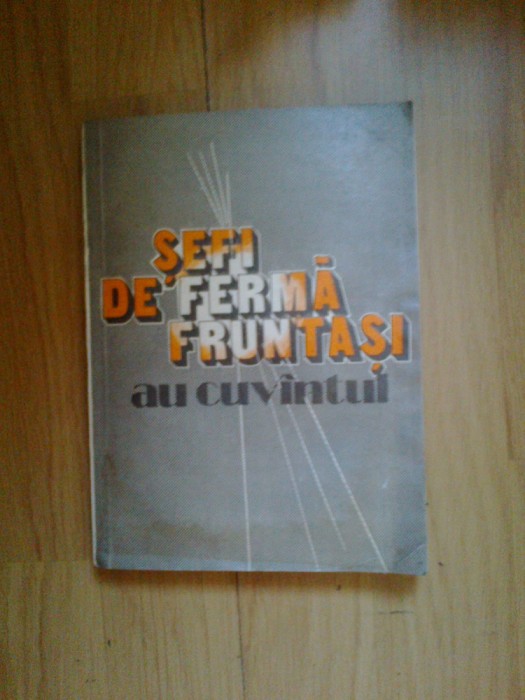 ŞEFI
DE FERMĂ
FRUNTAŞI
au cuvîntul